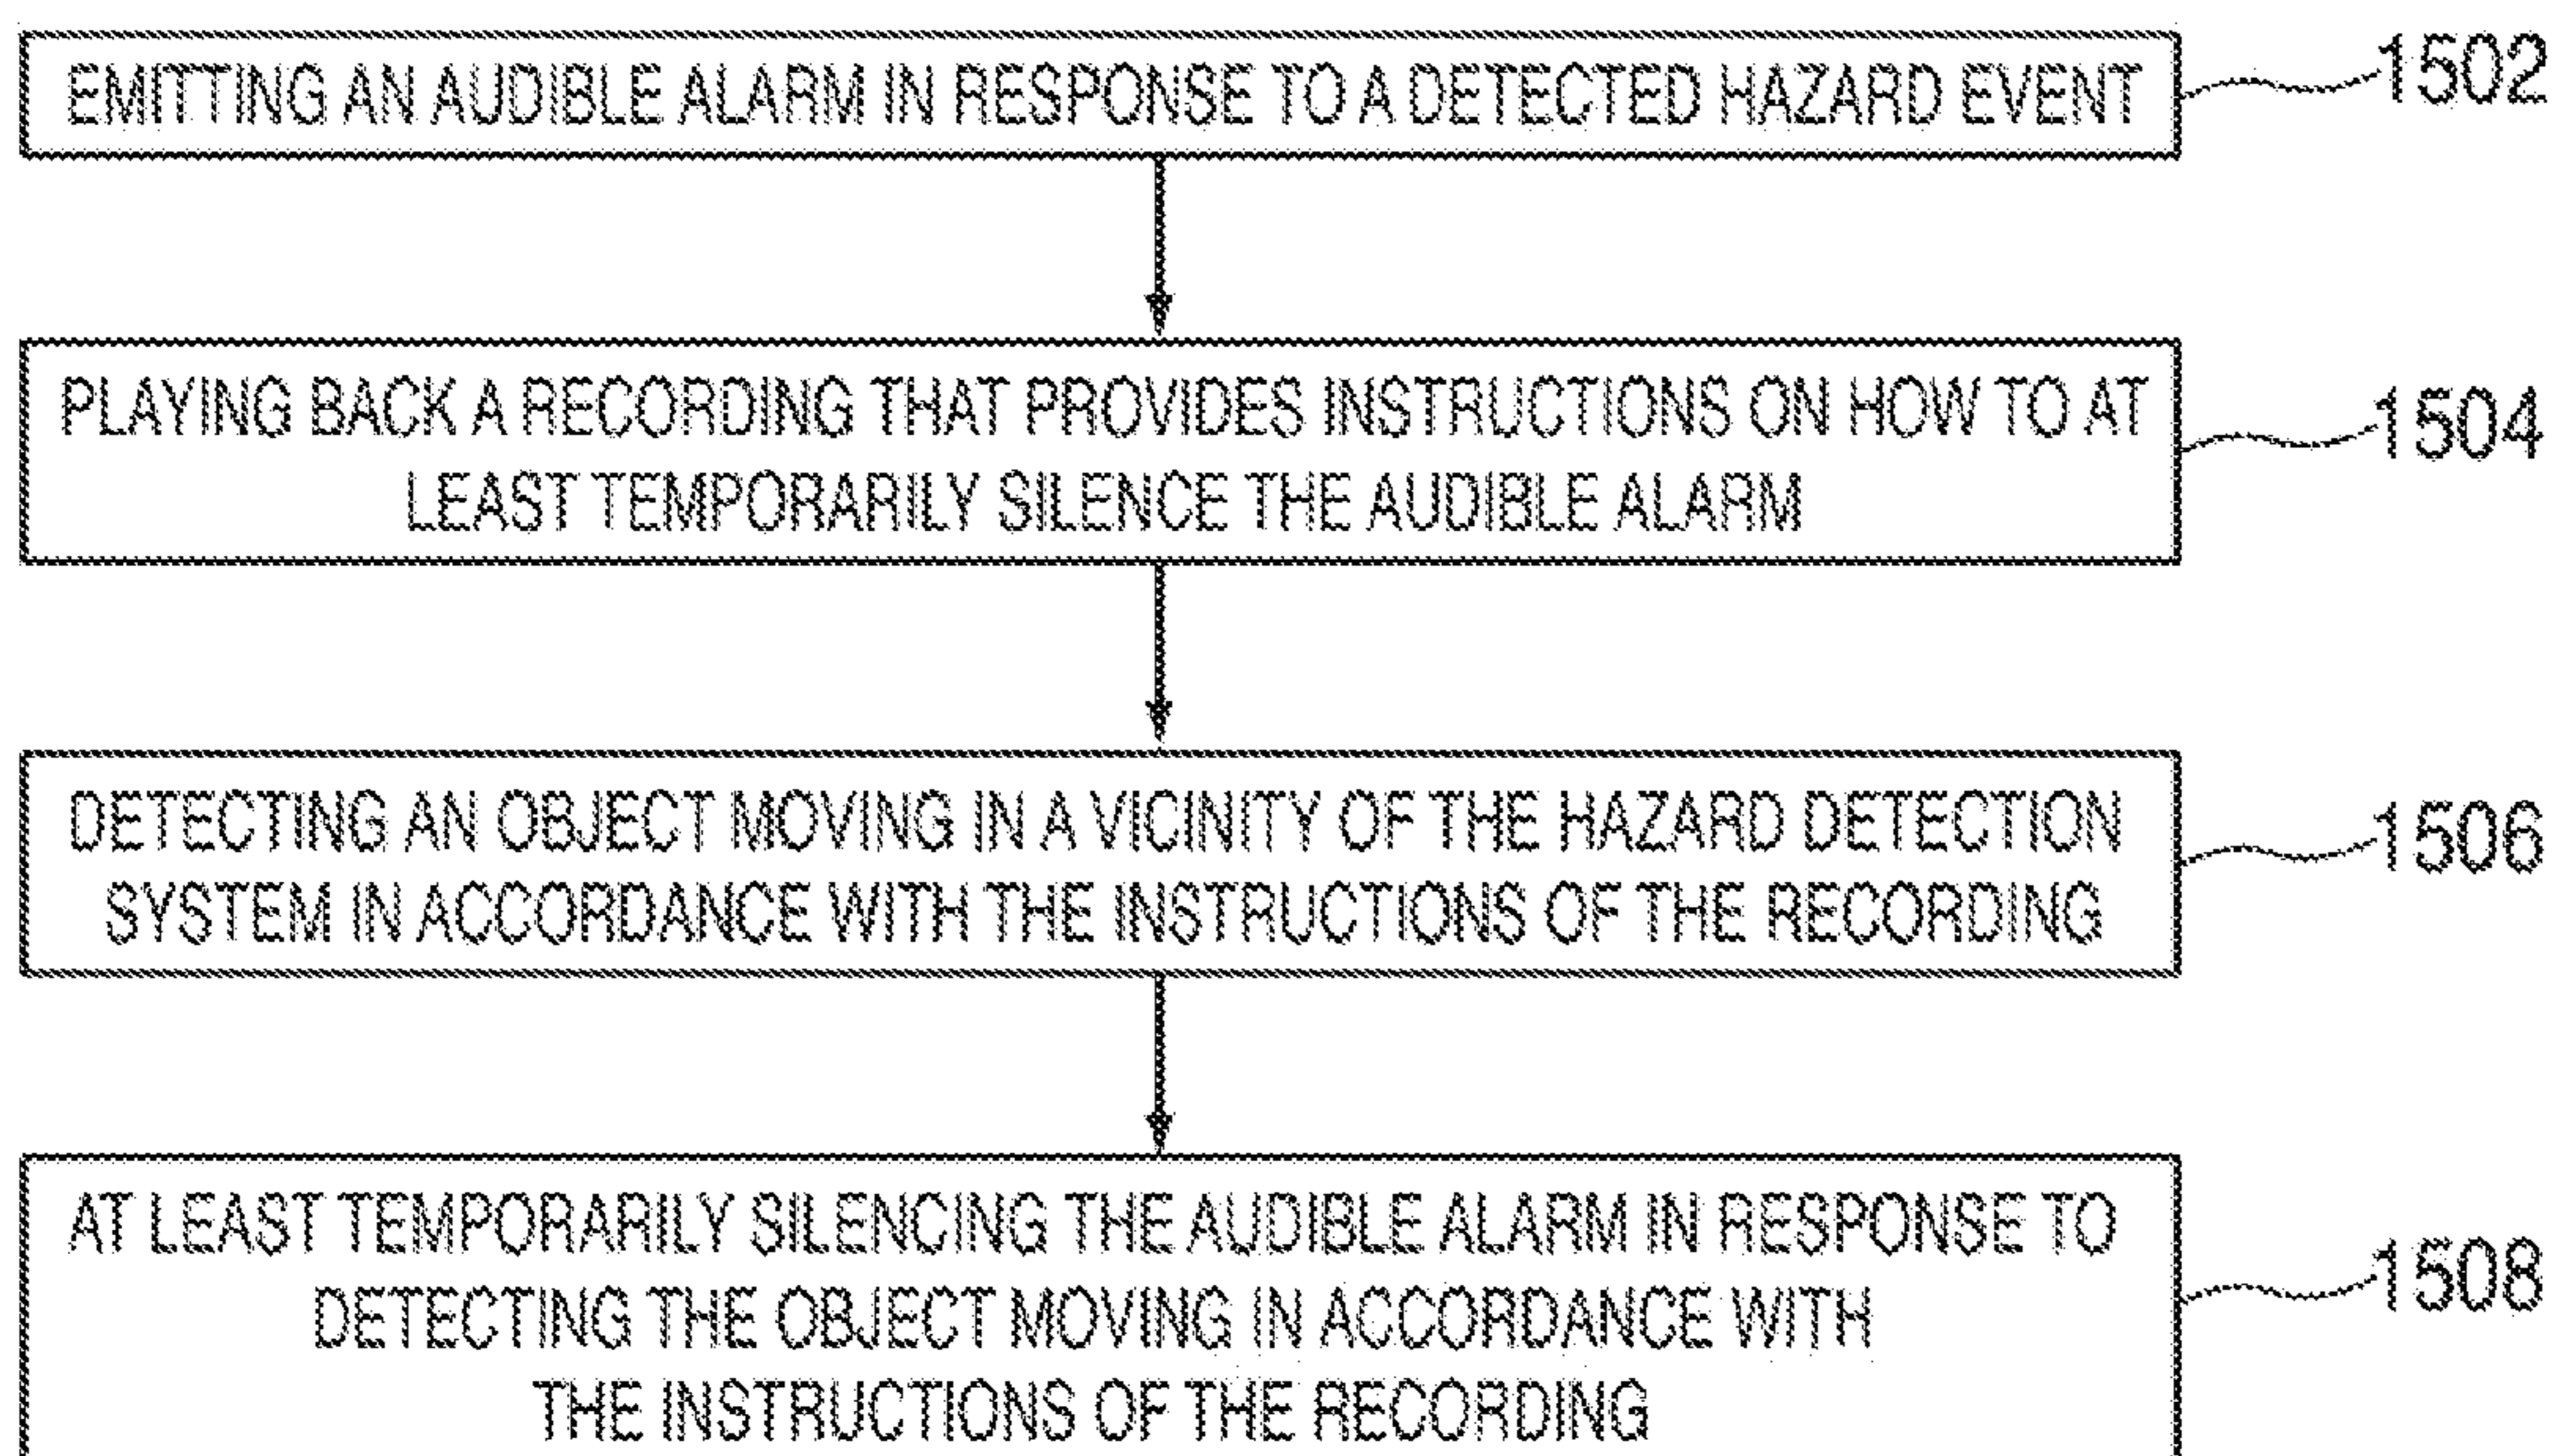 EMITTING AN AUDIBLE ALARM IN RESPONSE TO A DETECTED HAZARD EVENT
1502
PLAYING BACK A RECORDING THAT PROVIDES INSTRUCTIONS ON HOW TO AT
LEAST TEMPORARILY SILENCE THE AUDIBLE ALARM
1504
DETECTING AN OBJECT MOVING IN A VICINITY OF THE HAZARD DETECTION
SYSTEM IN ACCORDANCE WITH THE INSTRUCTIONS OF THE RECORDING
1506
AT LEAST TEMPORARILY SILENCING THE AUDIBLE ALARM IN RESPONSE TO
DETECTING THE OBJECT MOVING IN ACCORDANCE WITH
THE INSTRUCTIONS OF THE RECORDING
1508